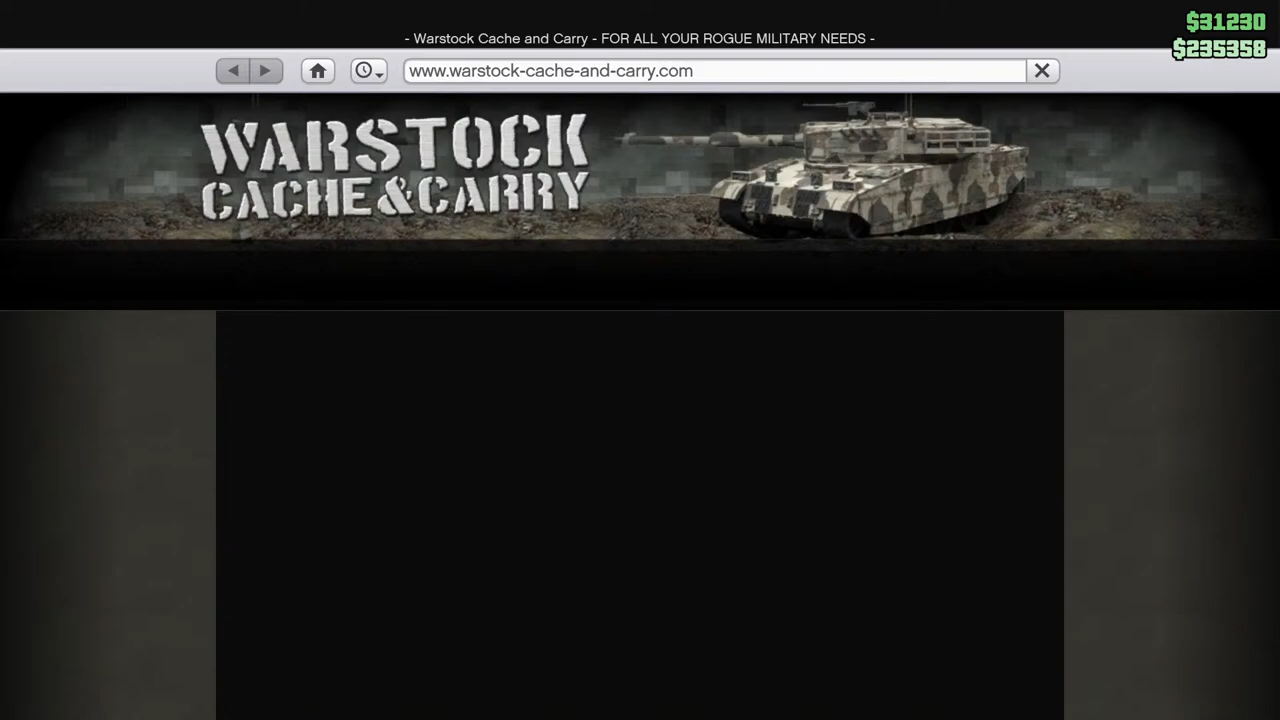 $31230
- Warstock Cache and Carry - FOR ALL YOUR ROGUE MILITARY NEEDS -
$235358
www.warstock-cache-and-carry.com
WARSTOCK
CACHE&CARRY